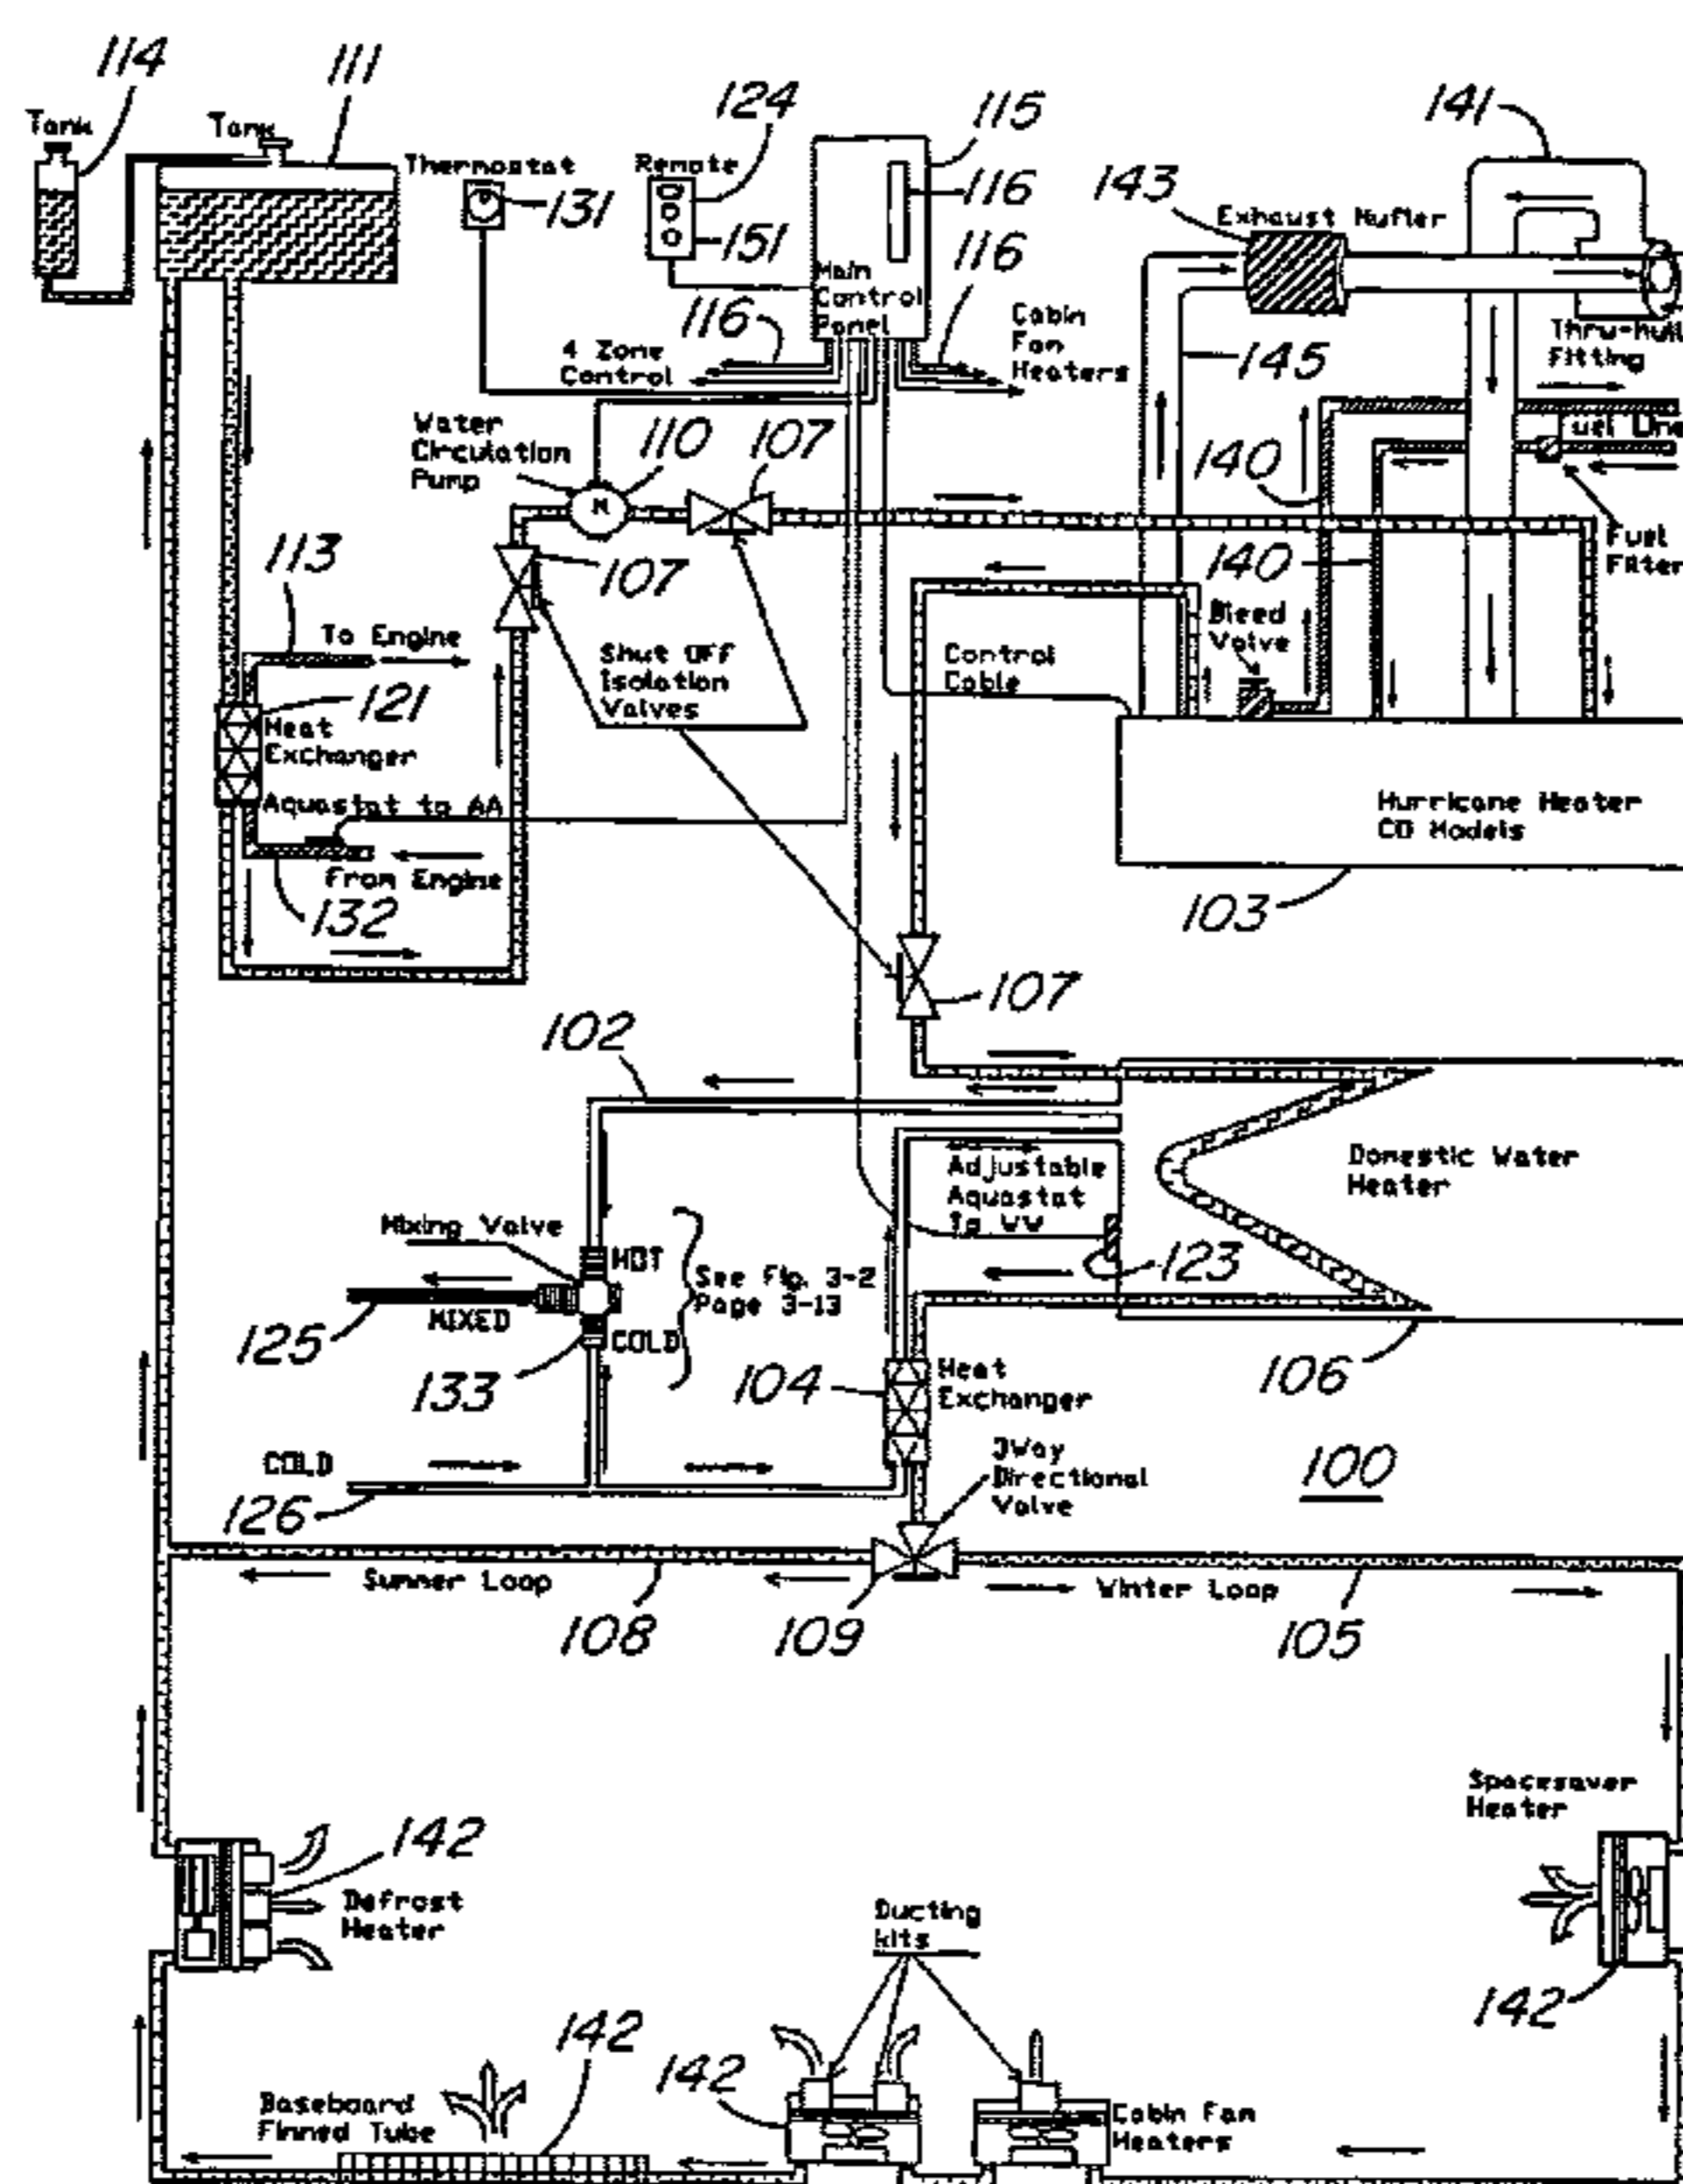 114
111
124
115
141
Tank
Tank
Thermostat
Remote
131
151
116
143
Exhaust Mufler
116
116
Main
Control
Panel
Cabin
Fan
Heaters
4 Zone
Control
145
Thru-hull
Fitting
Water
Circulation
Pump
110
107
140
Fuel Line
Fuel
Filter
113
107
140
To Engine
Bleed
Valve
Shut Off
Isolation
Valves
Control
Cable
121
Heat
Exchanger
Aquastat to AA
From Engine
132
Hurricane Heater
CD Models
103
107
102
Adjustable
Aquastat
To VV
Domestic Water
Heater
Mixing Valve
HOT
See Fig. 3-2
Page 3-13
123
MIXED
COLD
125
133
104
Heat
Exchanger
106
COLD
126
3Way
Directional
Valve
100
Summer Loop
Winter Loop
108
109
105
Spacesaver
Heater
142
Defrost
Heater
Ducting
kits
142
142
142
Baseboard
Finned Tube
Cabin Fan
Heaters